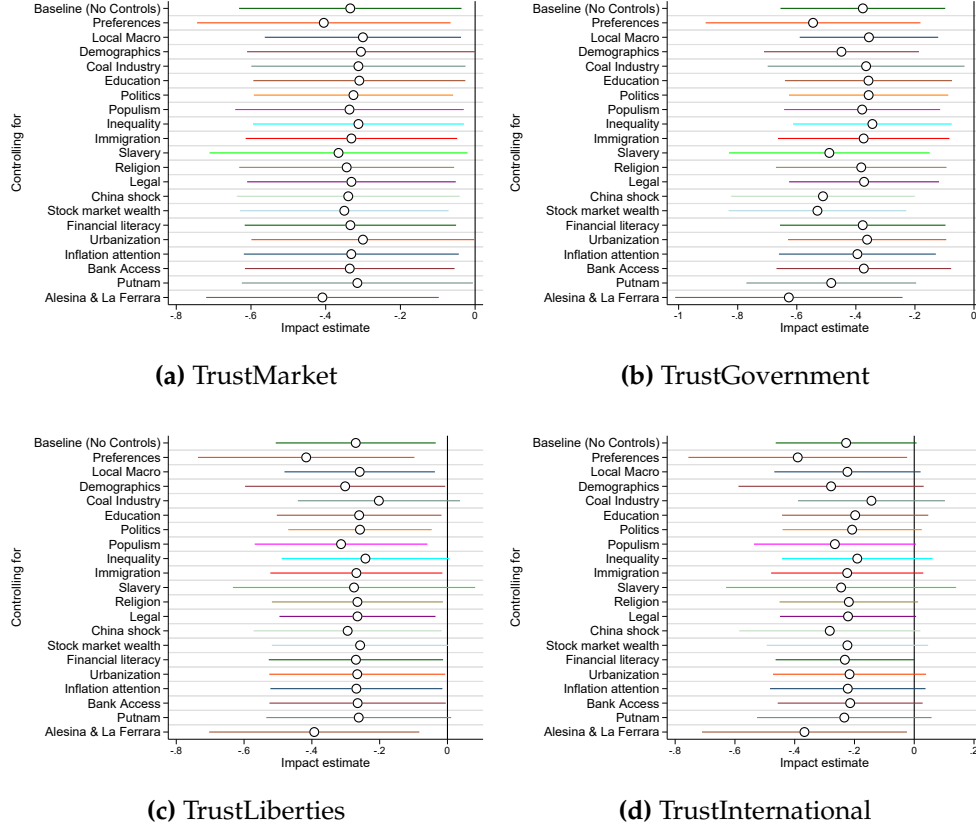 Baseline (No Controls)
Preferences
Local Macro
Demographics
Coal Industry
Education
Politics
Populism
Inequality
Immigration
Slavery
Religion
Legal
China shock
Stock market wealth
Financial literacy
Urbanization
Inflation attention
Bank Access
Putnam
Alesina & La Ferrara
Controlling for
-.8 -.6 -.4 -.2 0
Impact estimate
(a) TrustMarket
Baseline (No Controls)
Preferences
Local Macro
Demographics
Coal Industry
Education
Politics
Populism
Inequality
Immigration
Slavery
Religion
Legal
China shock
Stock market wealth
Financial literacy
Urbanization
Inflation attention
Bank Access
Putnam
Alesina & La Ferrara
Controlling for
-1 -.8 -.6 -.4 -.2 0
Impact estimate
(b) TrustGovernment
Baseline (No Controls)
Preferences
Local Macro
Demographics
Coal Industry
Education
Politics
Populism
Inequality
Immigration
Slavery
Religion
Legal
China shock
Stock market wealth
Financial literacy
Urbanization
Inflation attention
Bank Access
Putnam
Alesina & La Ferrara
Controlling for
-.8 -.6 -.4 -.2 0
Impact estimate
(c) TrustLiberties
Baseline (No Controls)
Preferences
Local Macro
Demographics
Coal Industry
Education
Politics
Populism
Inequality
Immigration
Slavery
Religion
Legal
China shock
Stock market wealth
Financial literacy
Urbanization
Inflation attention
Bank Access
Putnam
Alesina & La Ferrara
Controlling for
-.8 -.6 -.4 -.2 0 .2
Impact estimate
(d) TrustInternational